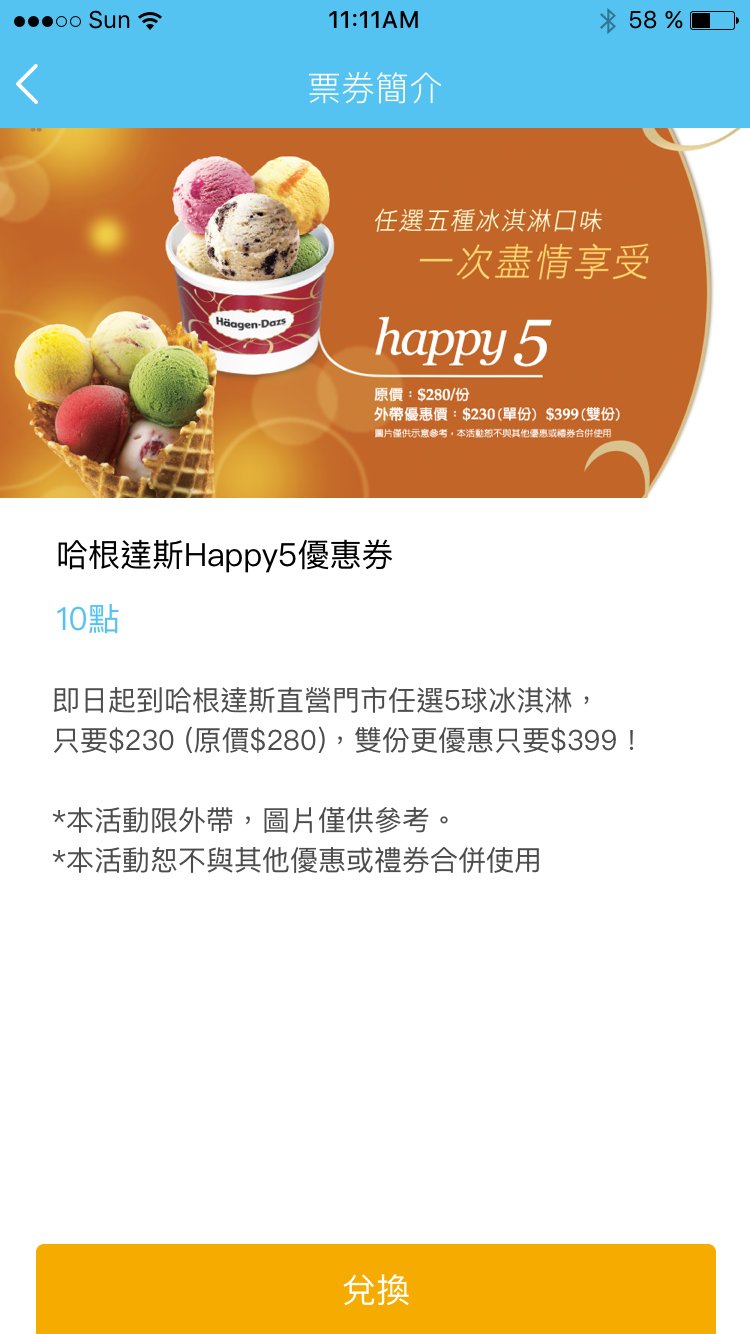 Sun 11:11AM 58 %
票券簡介
任選五種冰淇淋口味
一次盡情享受
Häagen-Dazs
happy 5
原價：$280/份
外帶優惠價：$230(單份) $399(雙份)
圖片僅供示意參考，本活動恕不與其他優惠或禮券合併使用
哈根達斯Happy5優惠券
10點
即日起到哈根達斯直營門市任選5球冰淇淋，
只要$230 (原價$280)，雙份更優惠只要$399！
*本活動限外帶，圖片僅供參考。
*本活動恕不與其他優惠或禮券合併使用
兌換